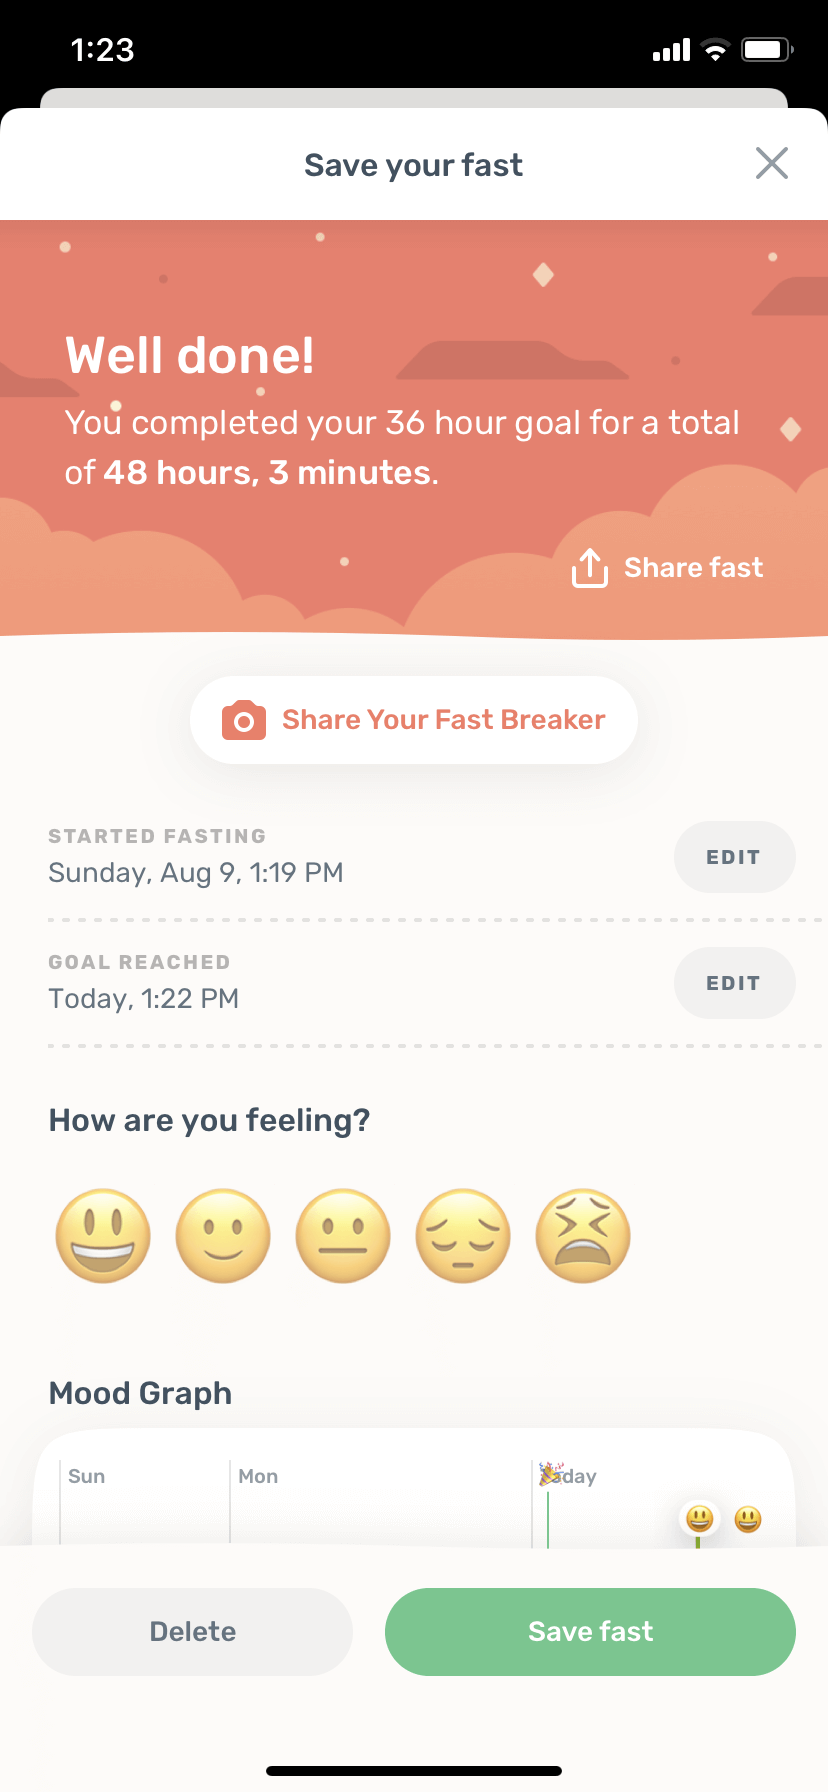 1:23
Save your fast
Well done!
You completed your 36 hour goal for a total
of 48 hours, 3 minutes.
Share fast
Share Your Fast Breaker
STARTED FASTING
Sunday, Aug 9, 1:19 PM
EDIT
GOAL REACHED
Today, 1:22 PM
EDIT
How are you feeling?
Mood Graph
Sun
Mon
Today
Delete
Save fast